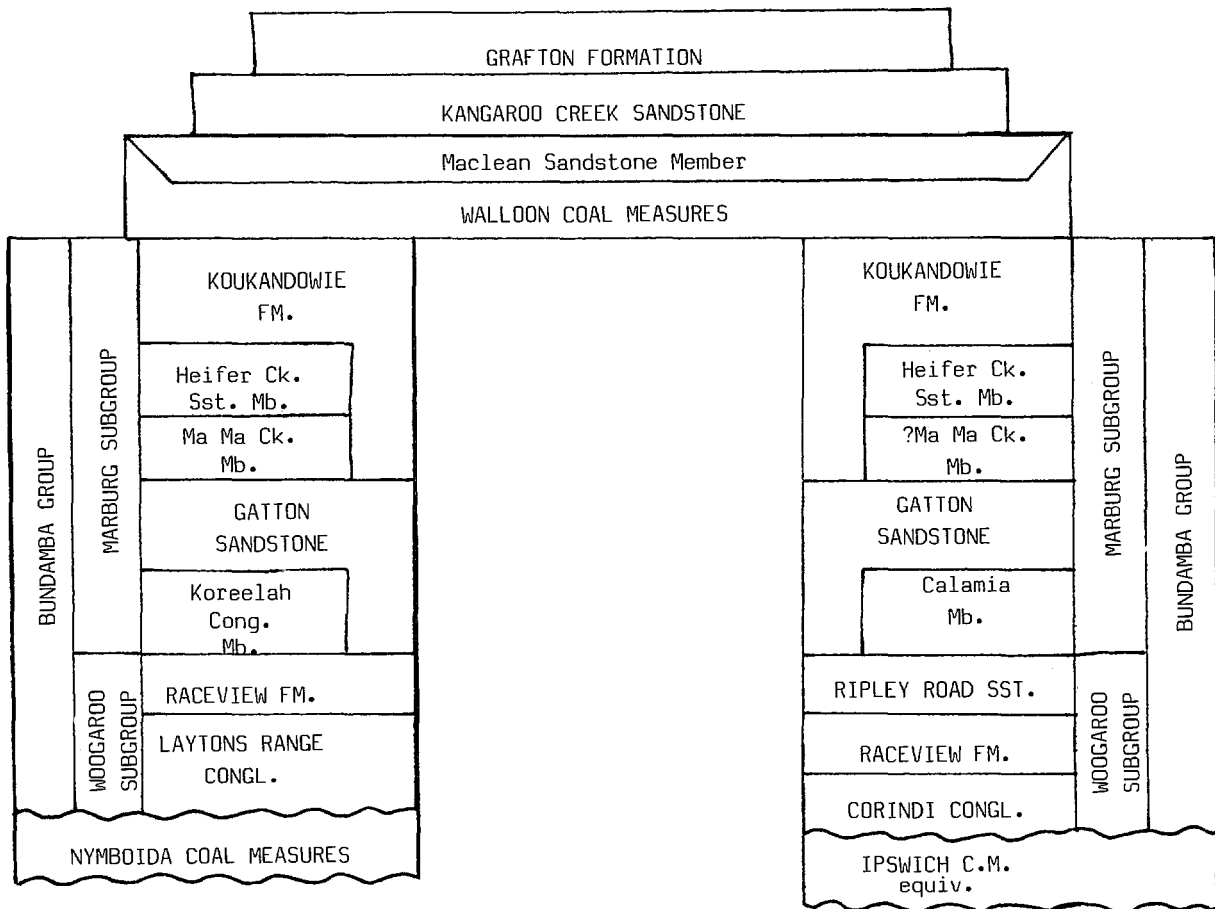 GRAFTON FORMATION
KANGAROO CREEK SANDSTONE
Maclean Sandstone Member
WALLOON COAL MEASURES
BUNDAMBA GROUP
MARBURG SUBGROUP
KOUKANDOWIE
FM.
Heifer Ck.
Sst. Mb.
Ma Ma Ck.
Mb.
GATTON
SANDSTONE
Koreelah
Cong.
Mb.
WOOGAROO
SUBGROUP
RACEVIEW FM.
LAYTONS RANGE
CONGL.
NYMBOIDA COAL MEASURES
KOUKANDOWIE
FM.
Heifer Ck.
Sst. Mb.
?Ma Ma Ck.
Mb.
GATTON
SANDSTONE
Calamia
Mb.
MARBURG SUBGROUP
BUNDAMBA GROUP
RIPLEY ROAD SST.
RACEVIEW FM.
CORINDI CONGL.
WOOGAROO
SUBGROUP
IPSWICH C.M.
equiv.